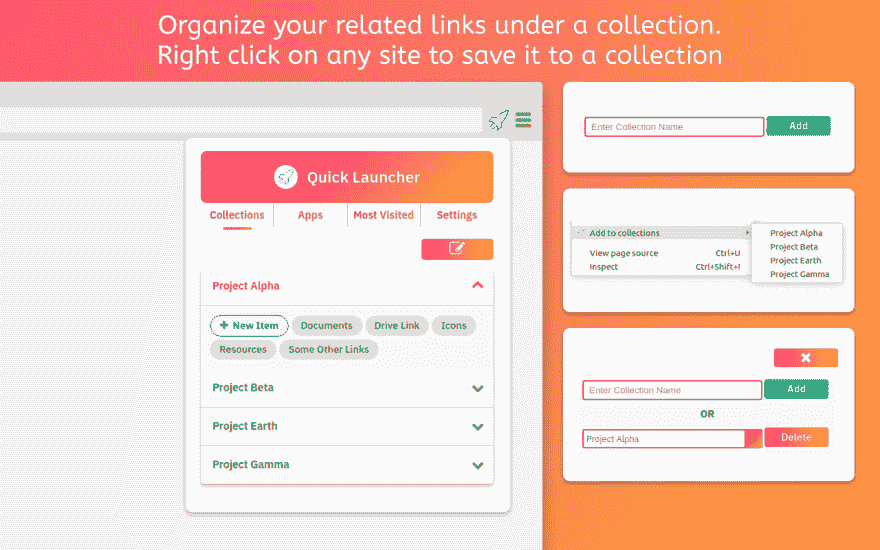 Organize your related links under a collection.
Right click on any site to save it to a collection
Quick Launcher
Collections Apps Most Visited Settings
Project Alpha
+ New Item Documents Drive Link Icons
Resources Some Other Links
Project Beta
Project Earth
Project Gamma
Enter Collection Name Add
Add to collections
View page source Ctrl+U
Inspect Ctrl+Shift+I
Project Alpha
Project Beta
Project Earth
Project Gamma
Enter Collection Name Add
OR
Project Alpha Delete